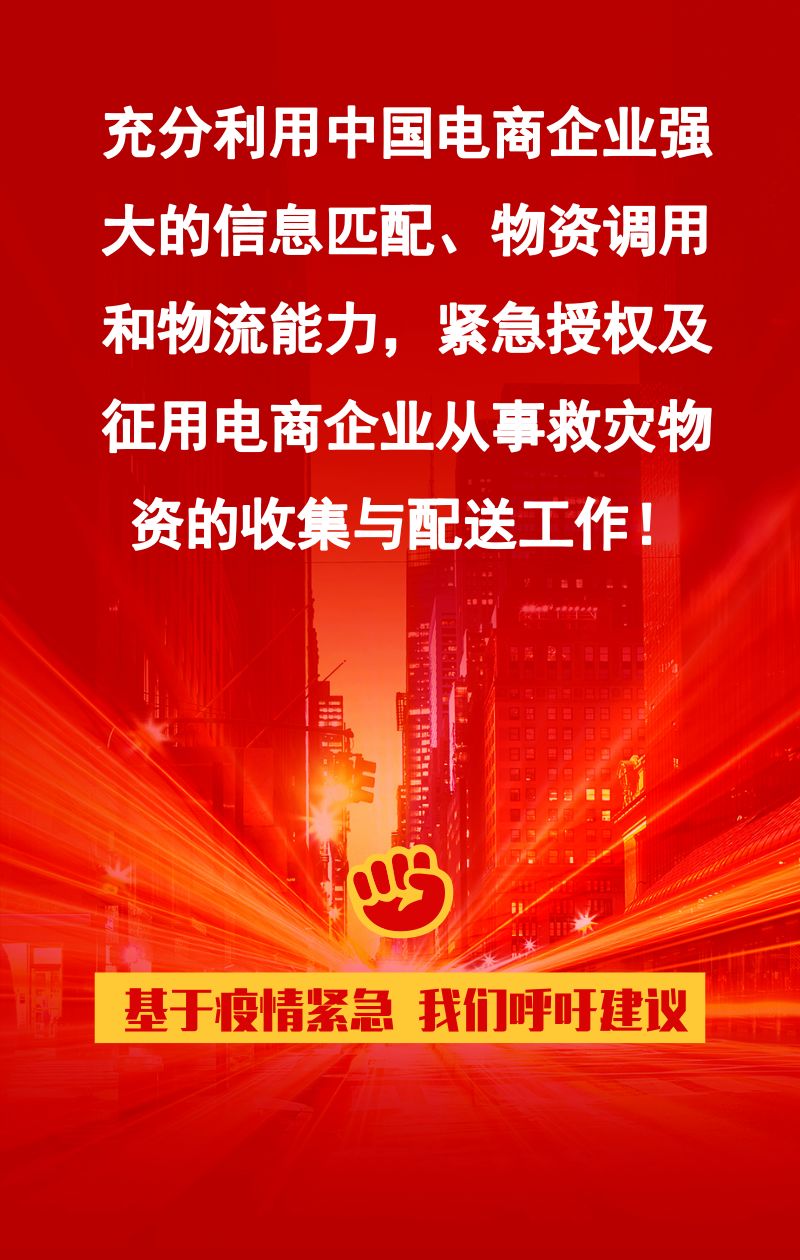 充分利用中国电商企业强
大的信息匹配、物资调用
和物流能力，紧急授权及
征用电商企业从事救灾物
资的收集与配送工作！
基于疫情紧急 我们呼吁建议